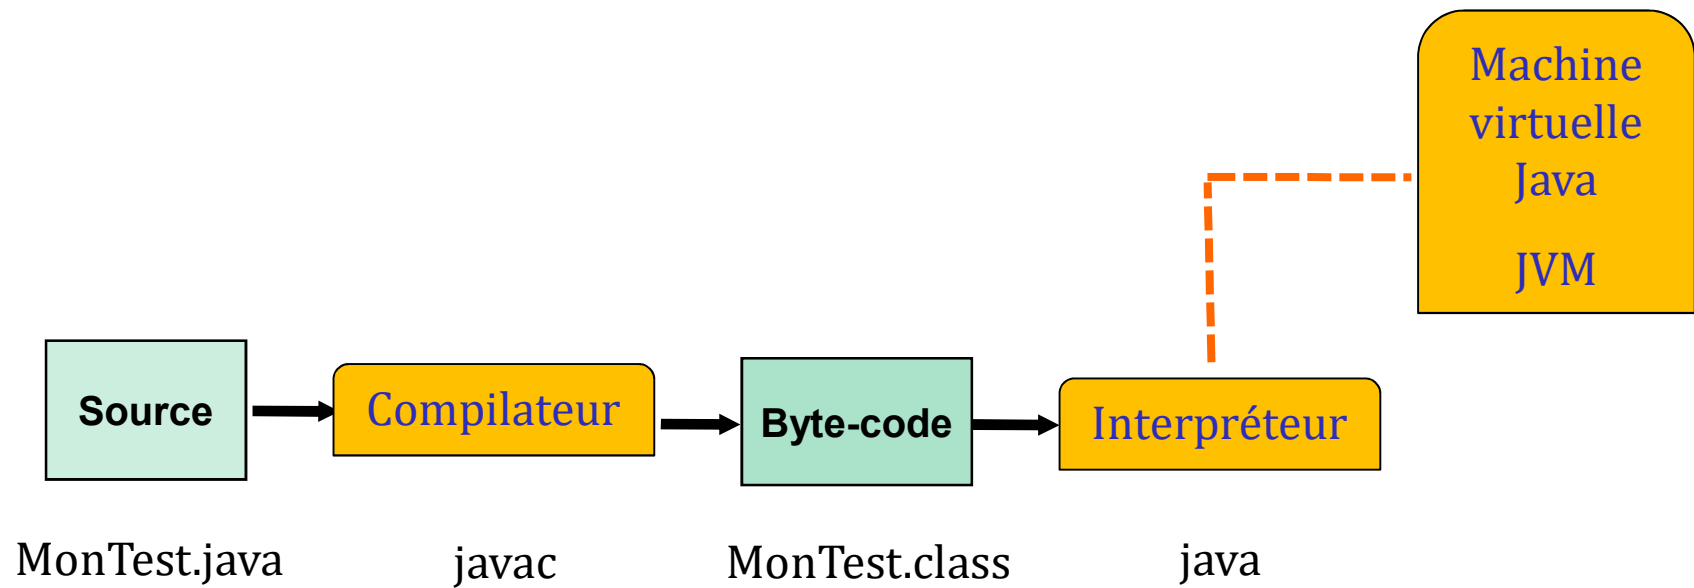 Machine
virtuelle
Java
JVM
Source
Compilateur
Byte-code
Interpréteur
MonTest.java
javac
MonTest.class
java